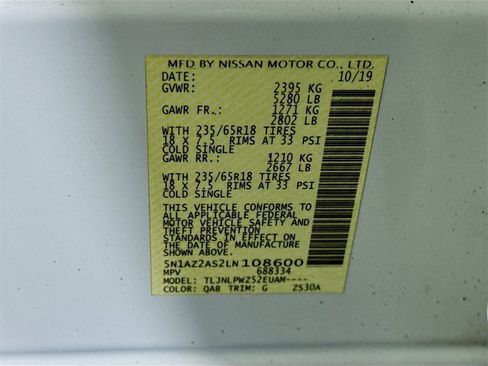 MFD BY NISSAN MOTOR CO., LTD.
DATE: 10/19
GVWR: 2395 KG
5280 LB
GAWR FR.: 1271 KG
2802 LB
WITH 235/65R18 TIRES
18 X 7.5 RIMS AT 33 PSI
COLD SINGLE
GAWR RR.: 1210 KG
2667 LB
WITH 235/65R18 TIRES
18 X 7.5 RIMS AT 33 PSI
COLD SINGLE
THIS VEHICLE CONFORMS TO
ALL APPLICABLE FEDERAL
MOTOR VEHICLE SAFETY AND
THEFT PREVENTION
STANDARDS IN EFFECT ON
THE DATE OF MANUFACTURE
SHOWN ABOVE.
5N1AZ2AS2LN108600
MPV 688334
MODEL: TLJNLPWZ52EUAM----
COLOR: QAB TRIM: G ZS30A